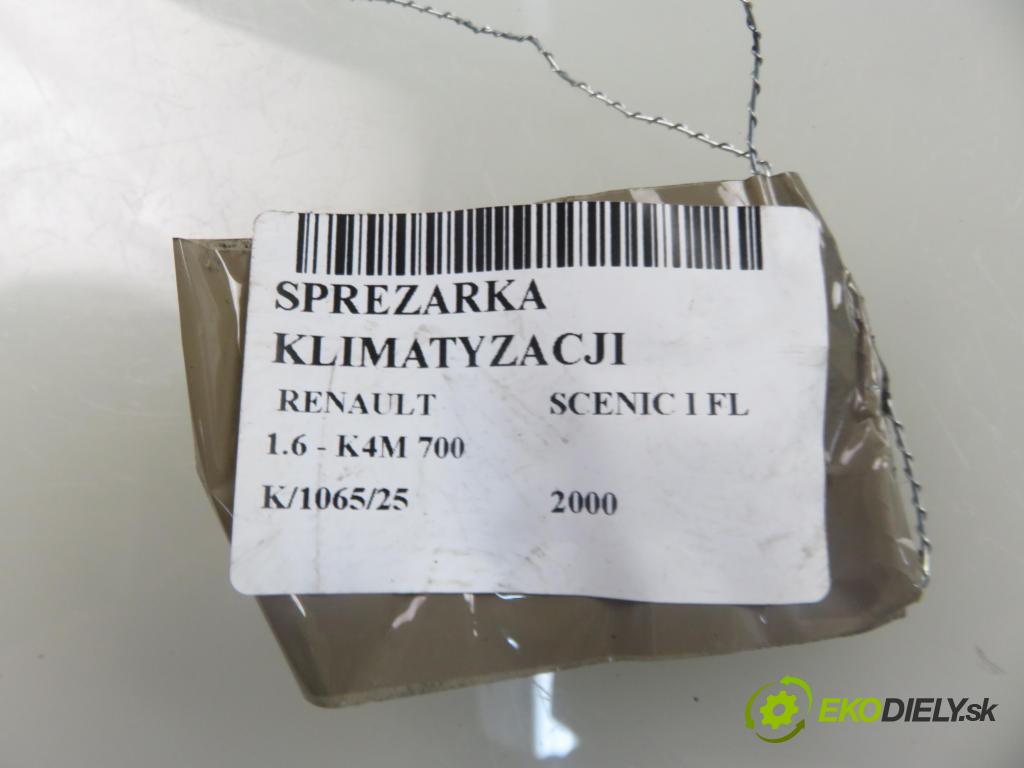 SPREZARKA
KLIMATYZACJI
RENAULT SCENIC I FL
1.6 - K4M 700
K/1065/25 2000
EKODIELY.sk